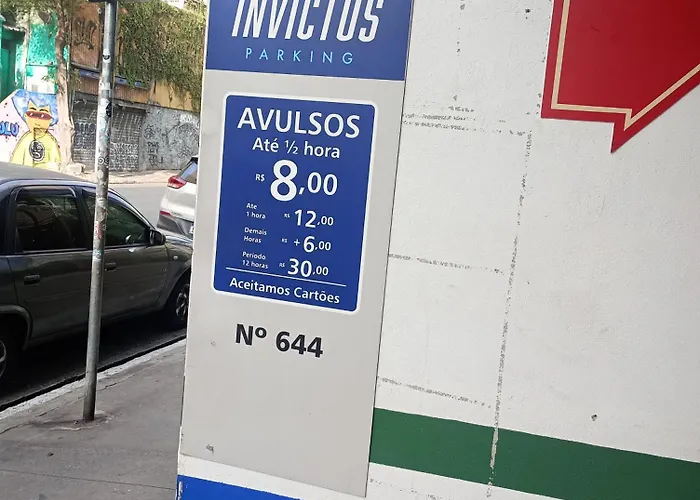 INVICTUS
PARKING
AVULSOS
Até ½ hora
R$ 8,00
Até 1 hora R$ 12,00
Demais Horas R$ +6,00
Período 12 horas R$ 30,00
Aceitamos Cartões
Nº 644